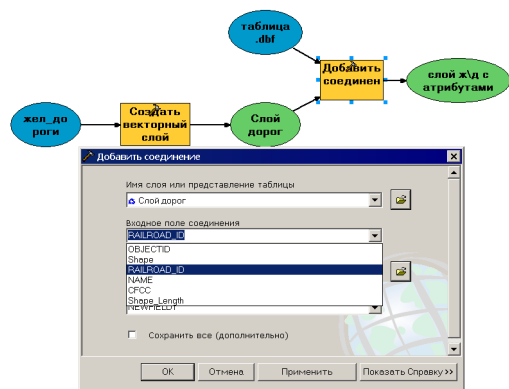 таблица
.dbf
Добавить
соединен
слой ж\д с
атрибутами
жел_до
роги
Создать
векторный
слой
Слой
дорог
Добавить соединение
Имя слоя или представление таблицы
Слой дорог
Входное поле соединения
RAILROAD_ID
OBJECTID
Shape
RAILROAD_ID
NAME
CFCC
Shape_Length
NEWFIELD1
Сохранить все (дополнительно)
OK
Отмена
Применить
Показать Справку >>